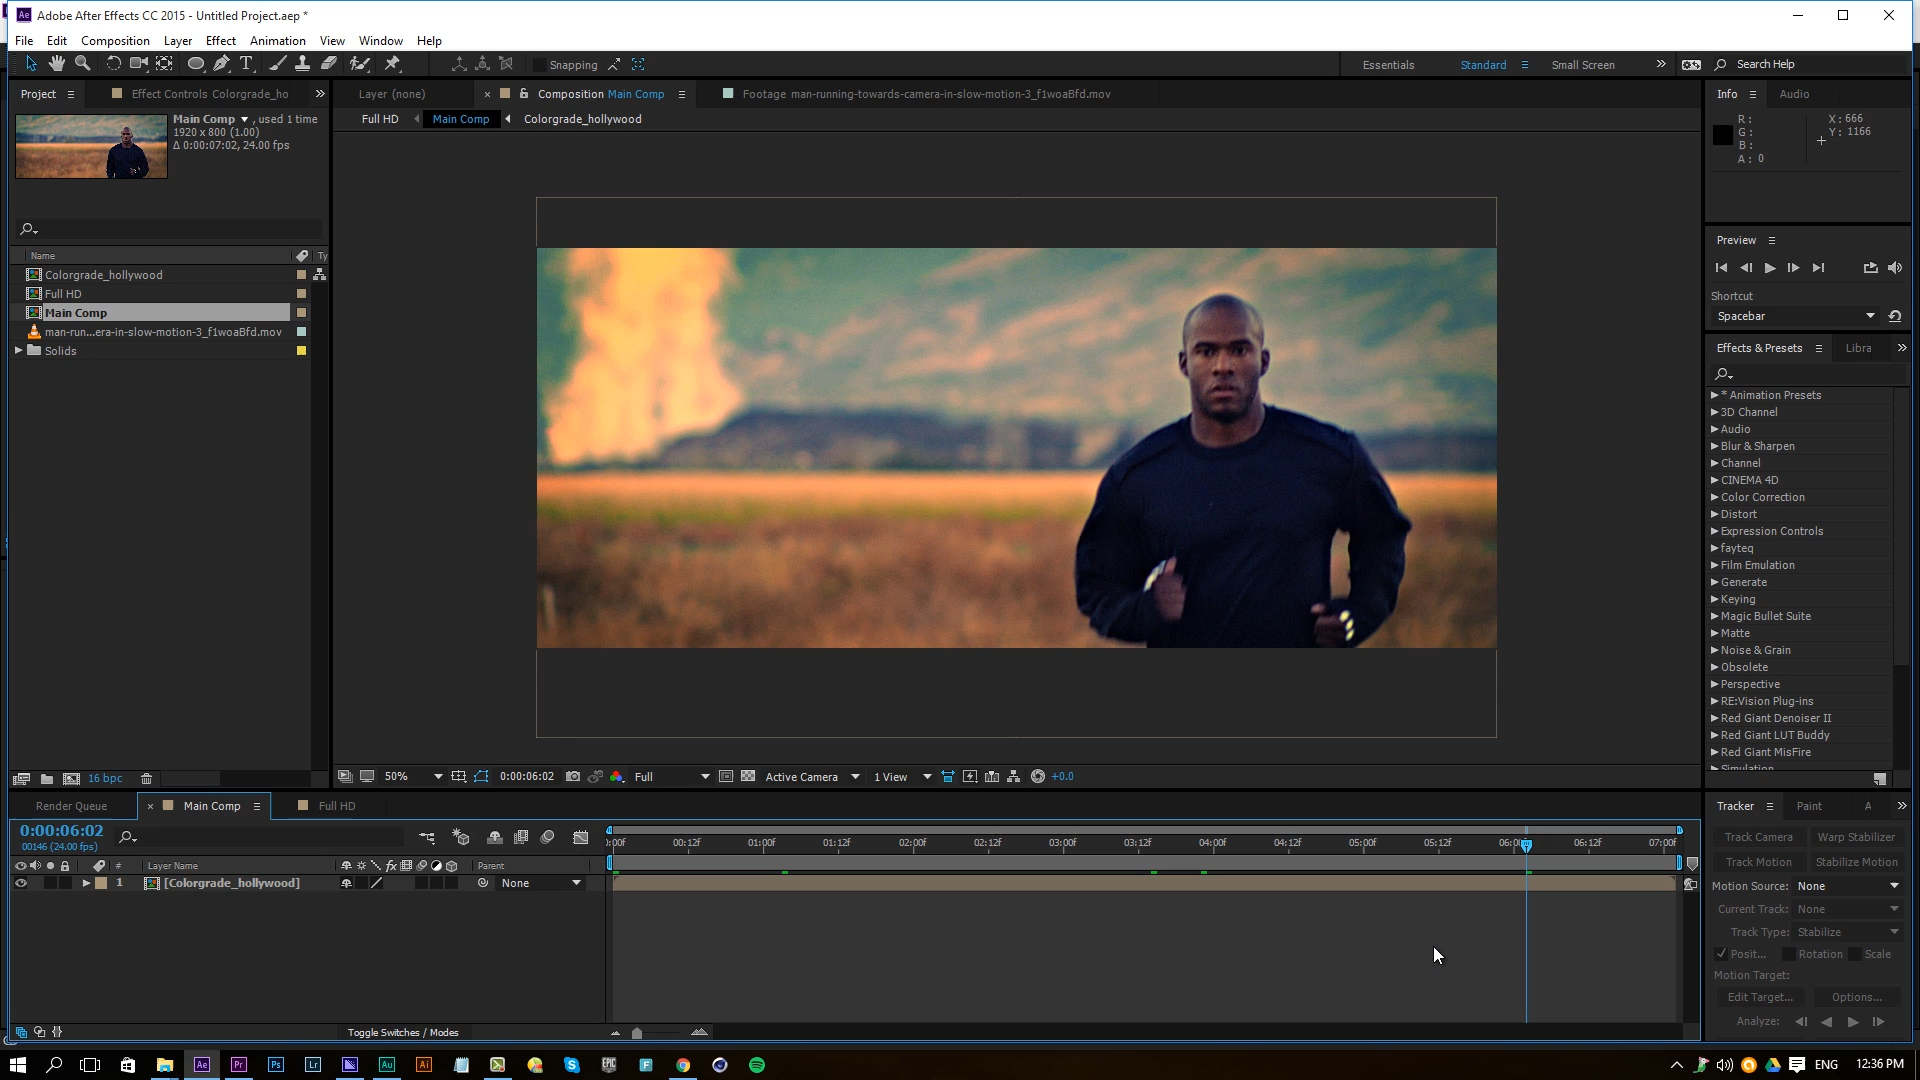 Adobe After Effects CC 2015 - Untitled Project.aep *
File Edit Composition Layer Effect Animation View Window Help
Snapping
Essentials Standard Small Screen Search Help
Project Effect Controls Colorgrade_ho
Layer (none) Composition Main Comp Footage man-running-towards-camera-in-slow-motion-3_f1woaBfd.mov
Full HD Main Comp Colorgrade_hollywood
Main Comp , used 1 time
1920 x 800 (1.00)
Δ 0:00:07:02, 24.00 fps
Name Ty
Colorgrade_hollywood
Full HD
Main Comp
man-run...era-in-slow-motion-3_f1woaBfd.mov
Solids
16 bpc
50% 0:00:06:02 Full Active Camera 1 View +0.0
Info Audio
R :
G :
B :
A : 0
X : 666
Y : 1166
Preview
Shortcut
Spacebar
Effects & Presets Libra
* Animation Presets
3D Channel
Audio
Blur & Sharpen
Channel
CINEMA 4D
Color Correction
Distort
Expression Controls
fayteq
Film Emulation
Generate
Keying
Magic Bullet Suite
Matte
Noise & Grain
Obsolete
Perspective
RE:Vision Plug-ins
Red Giant Denoiser II
Red Giant LUT Buddy
Red Giant MisFire
Simulation
Render Queue Main Comp Full HD
0:00:06:02
00146 (24.00 fps)
):00f 00:12f 01:00f 01:12f 02:00f 02:12f 03:00f 03:12f 04:00f 04:12f 05:00f 05:12f 06:0 06:12f 07:00f
# Layer Name fx Parent
1 [Colorgrade_hollywood] None
Toggle Switches / Modes
Tracker Paint A
Track Camera Warp Stabilizer
Track Motion Stabilize Motion
Motion Source: None
Current Track: None
Track Type: Stabilize
Posit... Rotation Scale
Motion Target:
Edit Target... Options...
Analyze:
Ae Pr Ps Lr Au Ai EPIC F ENG 12:36 PM